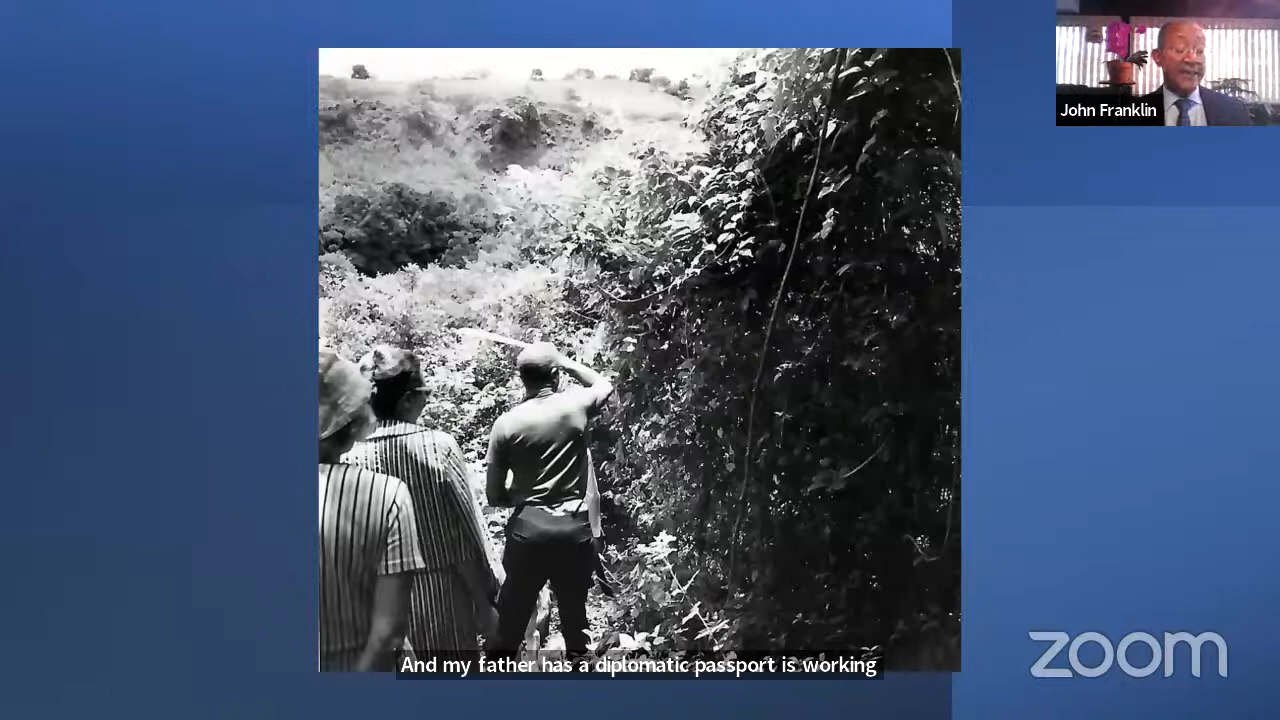 John Franklin
And my father has a diplomatic passport is working
zoom